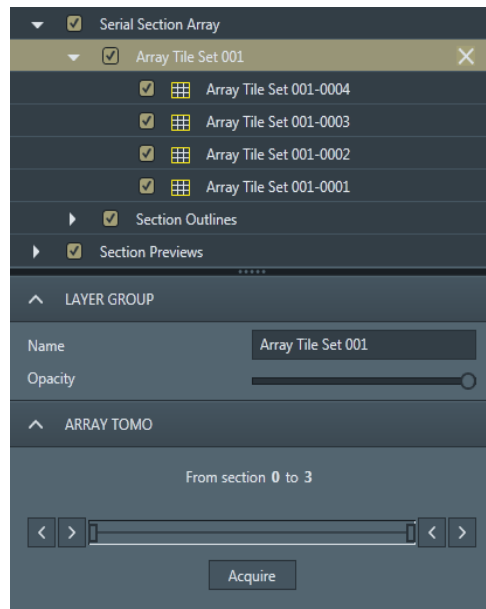 Serial Section Array
Array Tile Set 001
Array Tile Set 001-0004
Array Tile Set 001-0003
Array Tile Set 001-0002
Array Tile Set 001-0001
Section Outlines
Section Previews
LAYER GROUP
Name Array Tile Set 001
Opacity
ARRAY TOMO
From section 0 to 3
Acquire